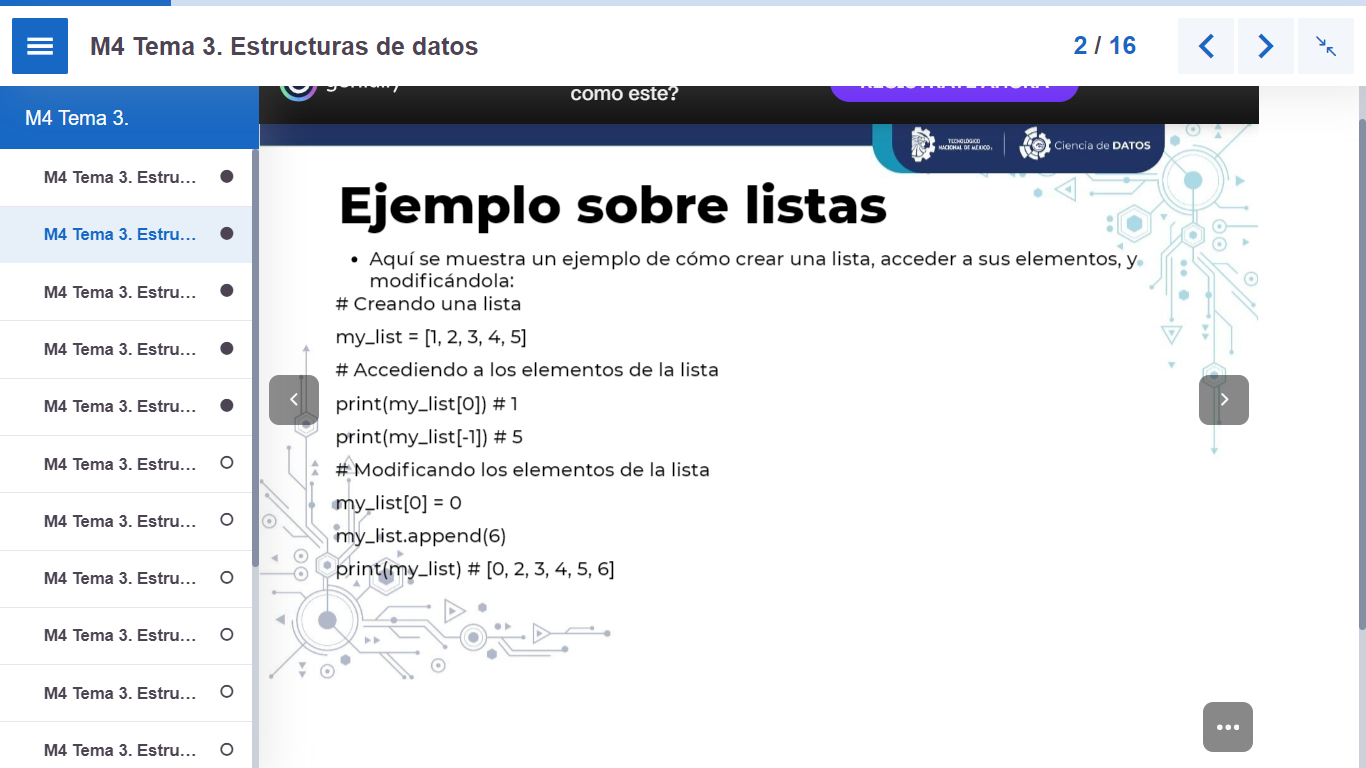 M4 Tema 3. Estructuras de datos
2 / 16
como este?
M4 Tema 3.
M4 Tema 3. Estru...
M4 Tema 3. Estru...
M4 Tema 3. Estru...
M4 Tema 3. Estru...
M4 Tema 3. Estru...
M4 Tema 3. Estru...
M4 Tema 3. Estru...
M4 Tema 3. Estru...
M4 Tema 3. Estru...
M4 Tema 3. Estru...
M4 Tema 3. Estru...
TECNOLÓGICO
NACIONAL DE MÉXICO.
Ciencia de DATOS
Ejemplo sobre listas
• Aquí se muestra un ejemplo de cómo crear una lista, acceder a sus elementos, y
modificándola:
# Creando una lista
my_list = [1, 2, 3, 4, 5]
# Accediendo a los elementos de la lista
print(my_list[0]) # 1
print(my_list[-1]) # 5
# Modificando los elementos de la lista
my_list[0] = 0
my_list.append(6)
print(my_list) # [0, 2, 3, 4, 5, 6]